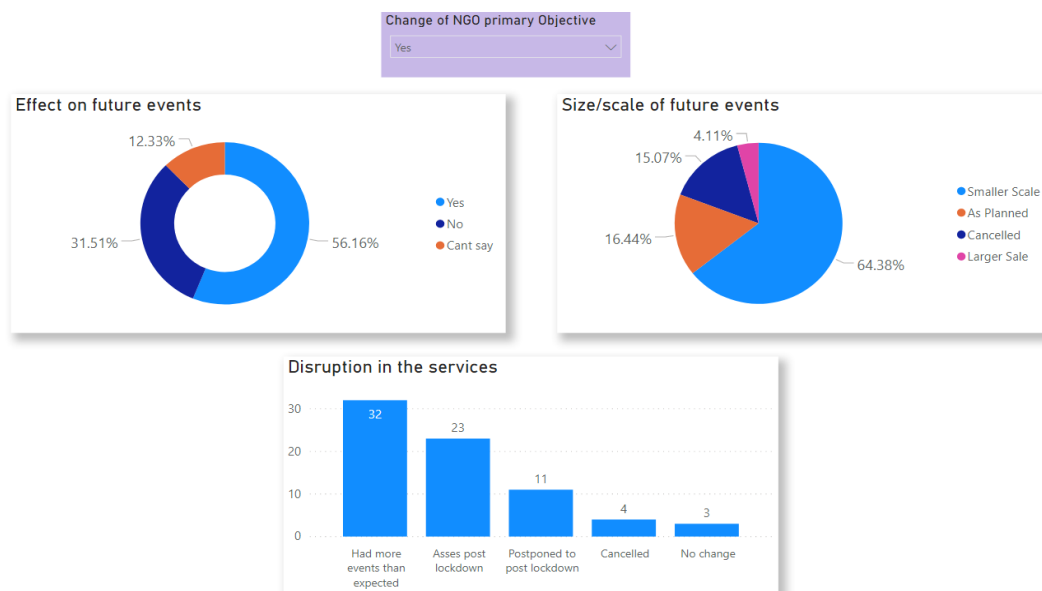 Change of NGO primary Objective
Yes
Effect on future events
12.33%
31.51%
56.16%
Yes
No
Cant say
Size/scale of future events
4.11%
15.07%
16.44%
64.38%
Smaller Scale
As Planned
Cancelled
Larger Sale
Disruption in the services
30
20
10
0
32
23
11
4
3
Had more
events than
expected
Asses post
lockdown
Postponed to
post lockdown
Cancelled
No change